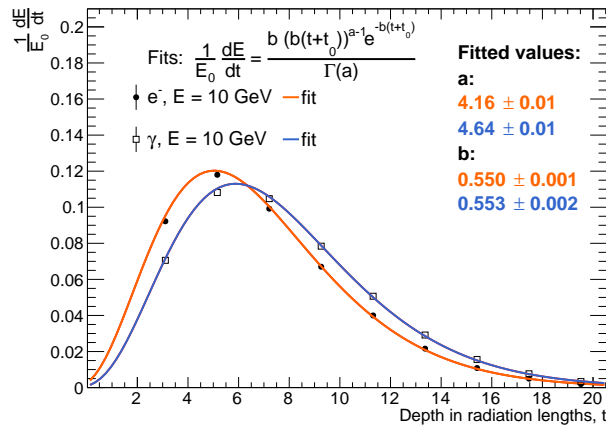 1/E₀ dE/dt
Fits: 1/E₀ dE/dt = b (b(t+t₀))^{a-1}e^{-b(t+t₀)}/Γ(a)
e⁻, E = 10 GeV fit
γ, E = 10 GeV fit
Fitted values:
a:
4.16 ± 0.01
4.64 ± 0.01
b:
0.550 ± 0.001
0.553 ± 0.002
0.2
0.18
0.16
0.14
0.12
0.1
0.08
0.06
0.04
0.02
0
2 4 6 8 10 12 14 16 18 20
Depth in radiation lengths, t